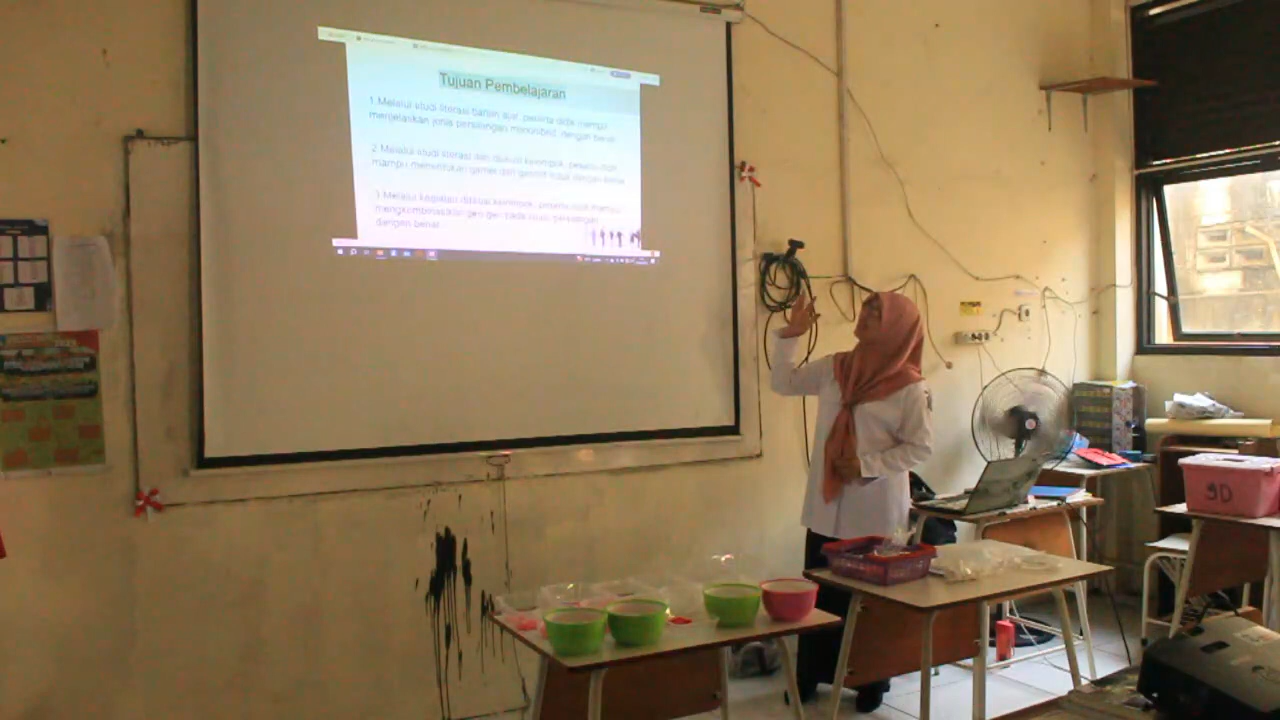 Tujuan Pembelajaran
1.Melalui studi literasi bahan ajar, peserta didik mampu
menjelaskan jenis persilangan monohibrid dengan benar
2.Melalui studi literasi dan diskusi kelompok, peserta didik
mampu menentukan gamet dan genotif induk dengan benar
3.Melalui kegiatan diskusi kelompok, peserta didik mampu
mengkombinasikan gen gen pada suatu persilangan
dengan benar
9D